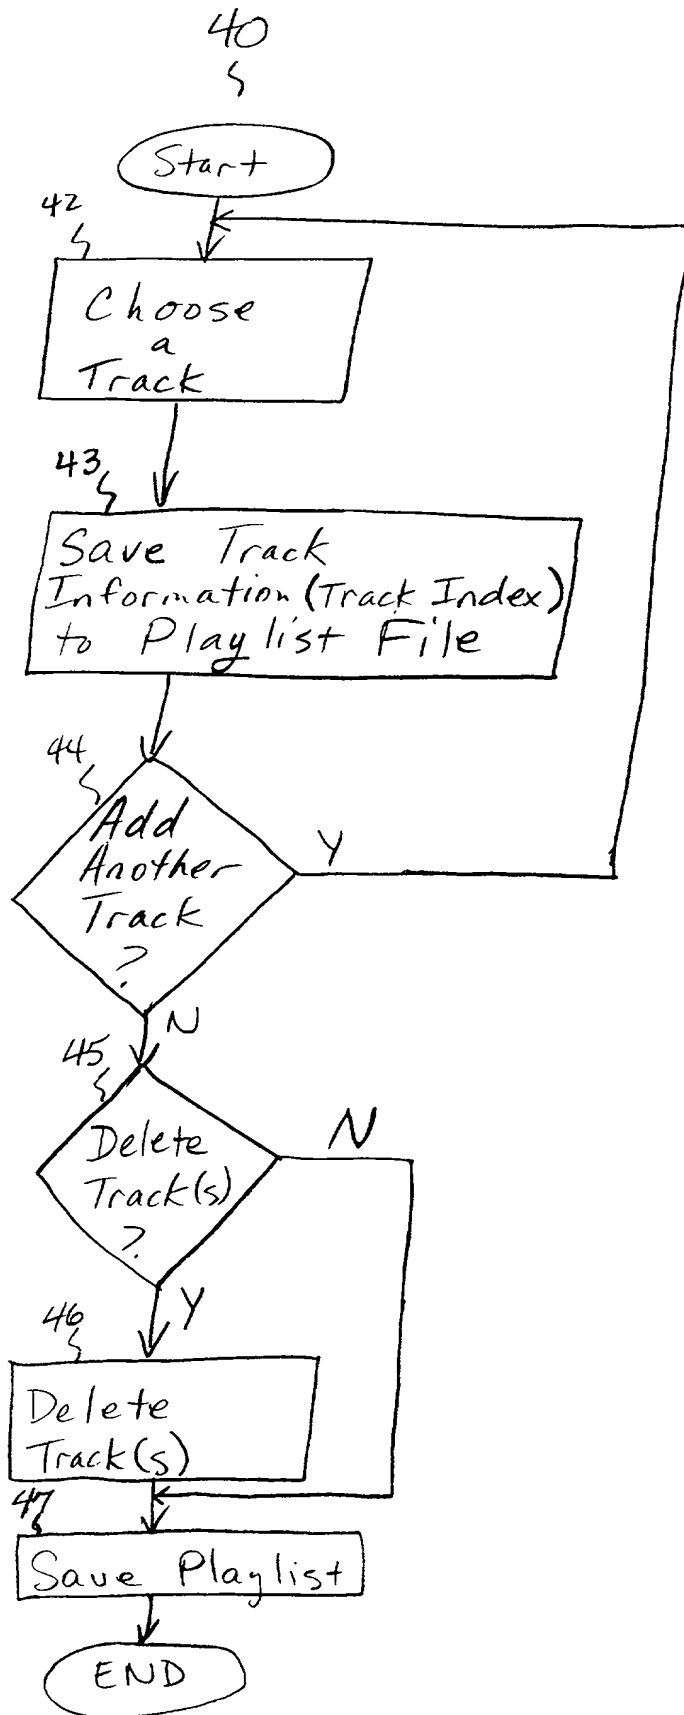 40
Start
42
Choose
a
Track
43
Save Track
Information (Track Index)
to Playlist File
44
Add
Another
Track
?
Y
N
45
Delete
Track(s)
?
N
Y
46
Delete
Track(s)
47
Save Playlist
END